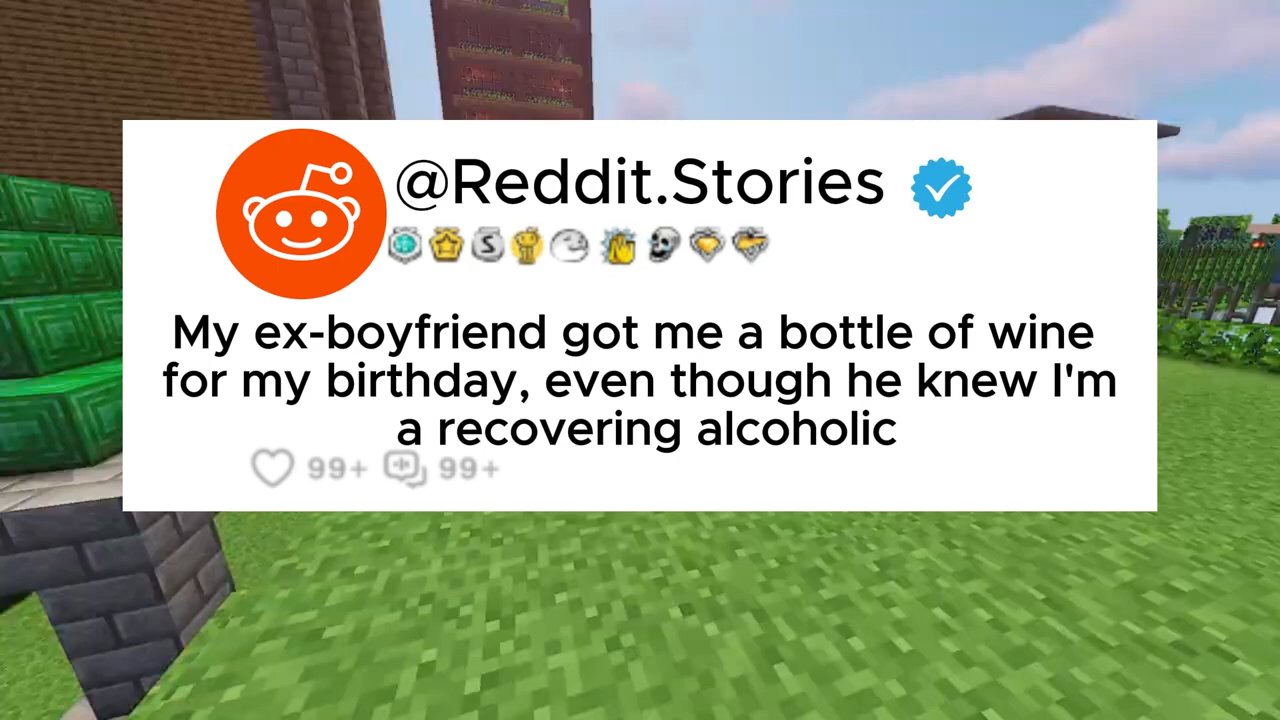 @Reddit.Stories
My ex-boyfriend got me a bottle of wine
for my birthday, even though he knew I'm
a recovering alcoholic
99+ 99+